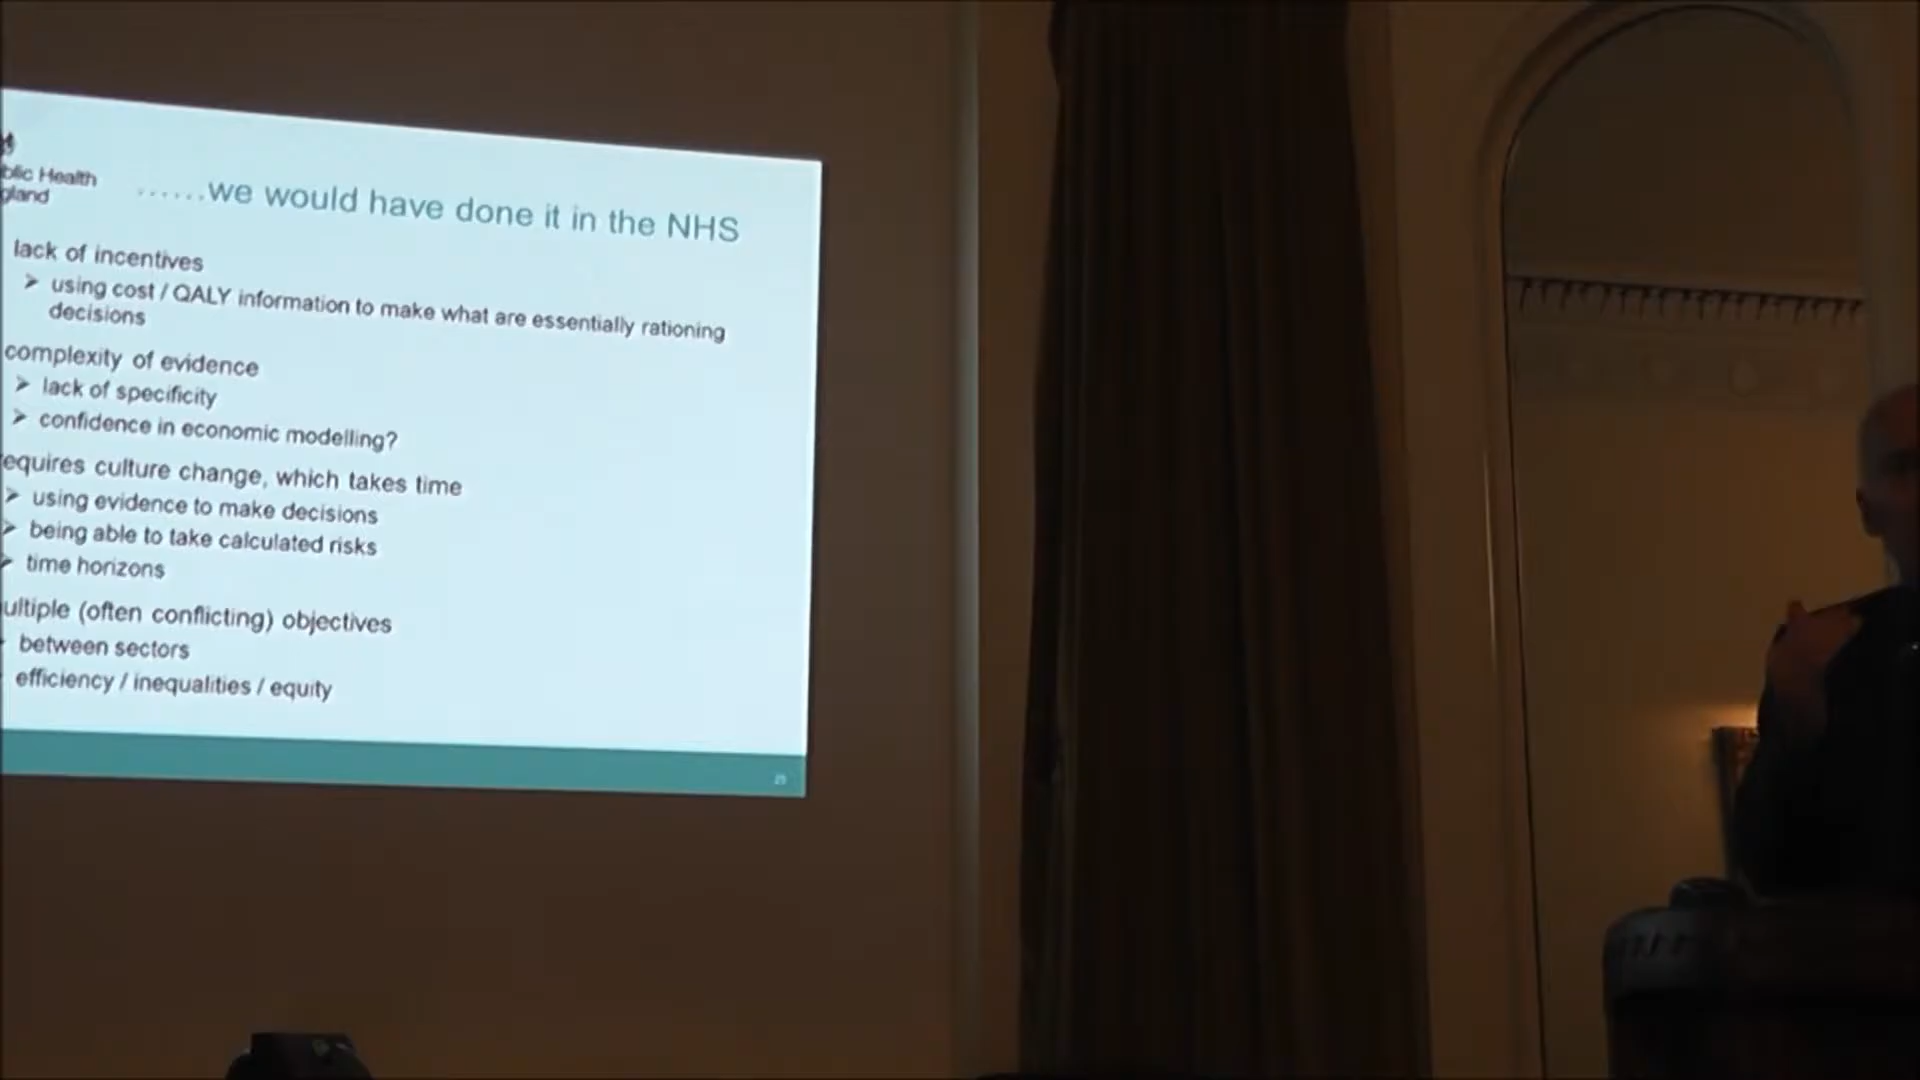 blic Health
gland
......we would have done it in the NHS
lack of incentives
➤ using cost / QALY information to make what are essentially rationing
decisions
complexity of evidence
➤ lack of specificity
➤ confidence in economic modelling?
equires culture change, which takes time
➤ using evidence to make decisions
➤ being able to take calculated risks
➤ time horizons
ultiple (often conflicting) objectives
between sectors
efficiency / inequalities / equity